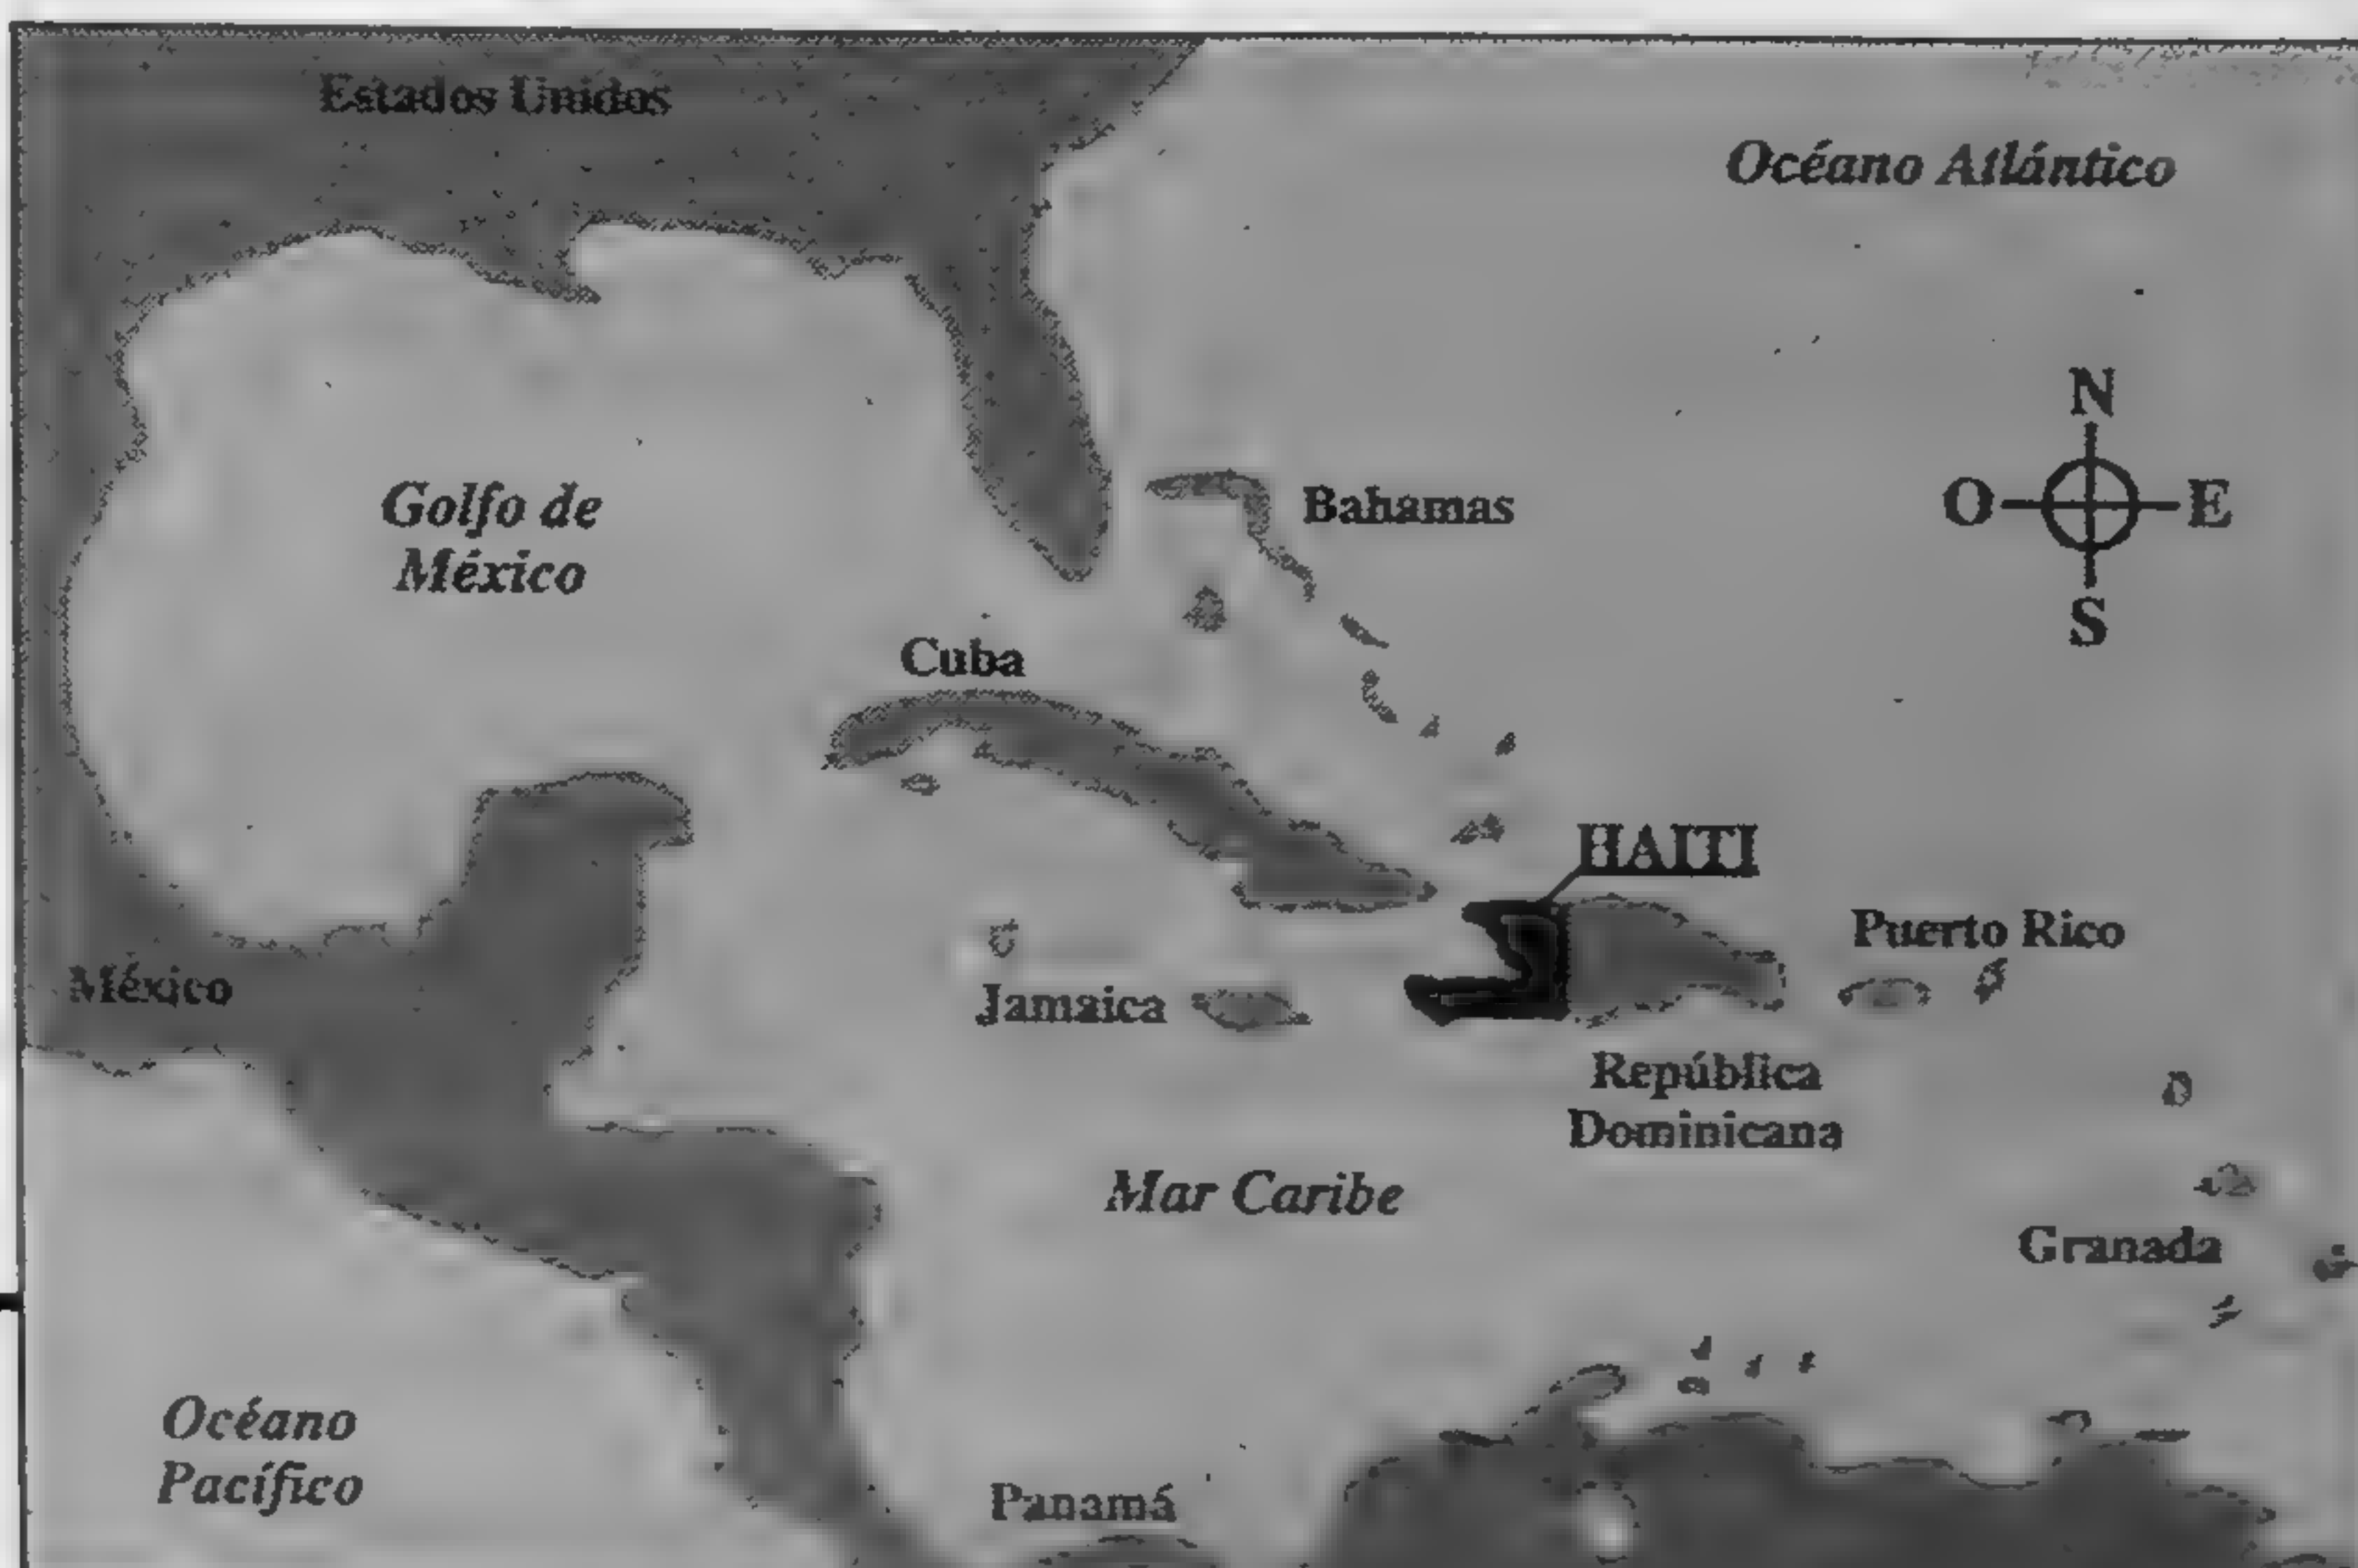 Estados Unidos
Océano Atlántico
N
O E
S
Golfo de
México
Bahamas
Cuba
HAITI
Puerto Rico
México
Jamaica
República
Dominicana
Mar Caribe
Granada
Océano
Pacífico
Panamá